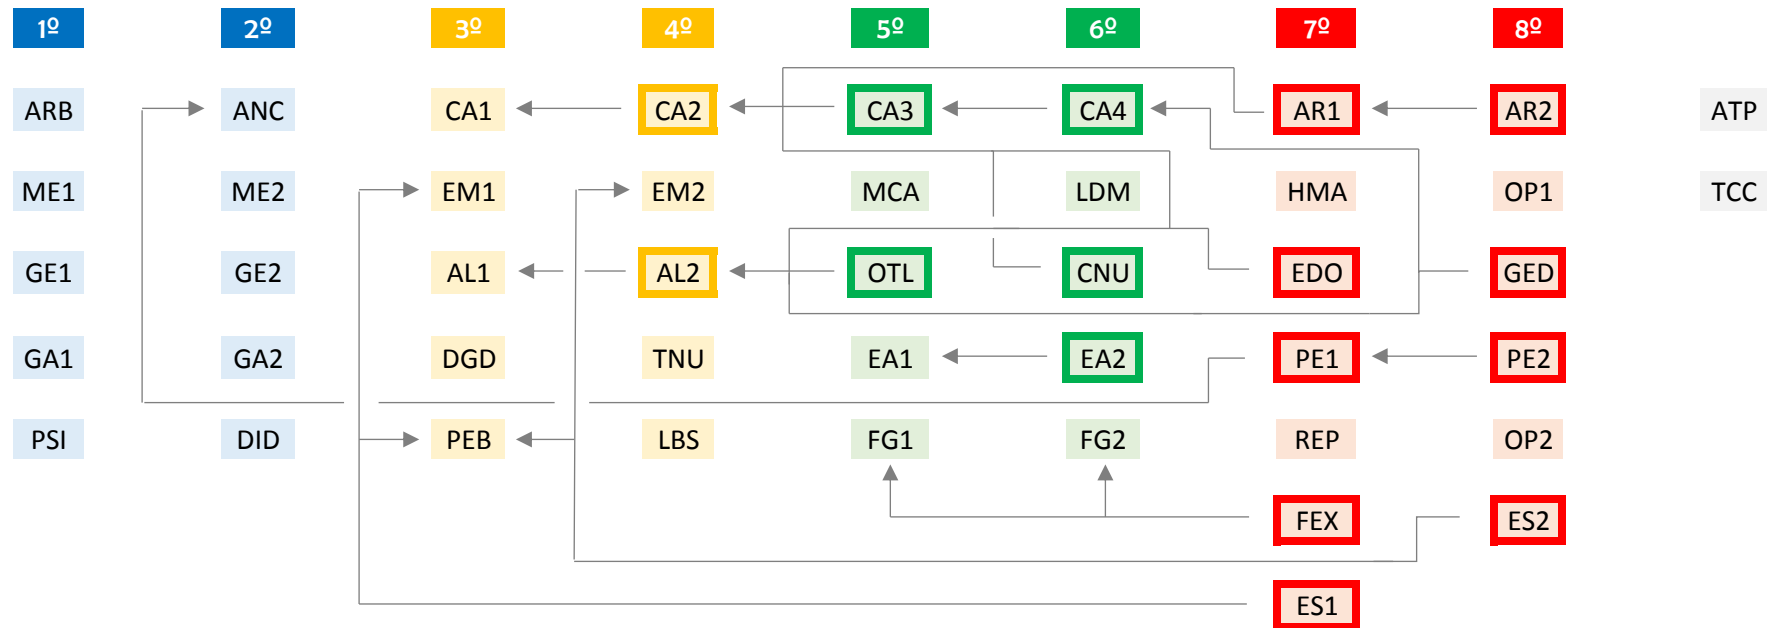 1º 2º 3º 4º 5º 6º 7º 8º
ARB ANC CA1 CA2 CA3 CA4 AR1 AR2 ATP
ME1 ME2 EM1 EM2 MCA LDM HMA OP1 TCC
GE1 GE2 AL1 AL2 OTL CNU EDO GED
GA1 GA2 DGD TNU EA1 EA2 PE1 PE2
PSI DID PEB LBS FG1 FG2 REP OP2
FEX ES2
ES1